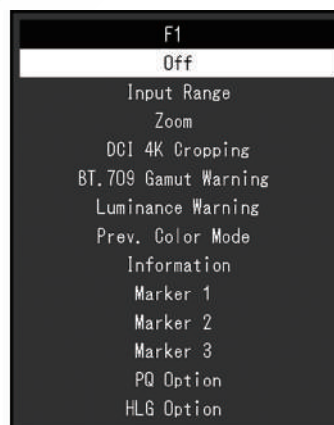 F1
Off
Input Range
Zoom
DCI 4K Cropping
BT.709 Gamut Warning
Luminance Warning
Prev. Color Mode
Information
Marker 1
Marker 2
Marker 3
PQ Option
HLG Option